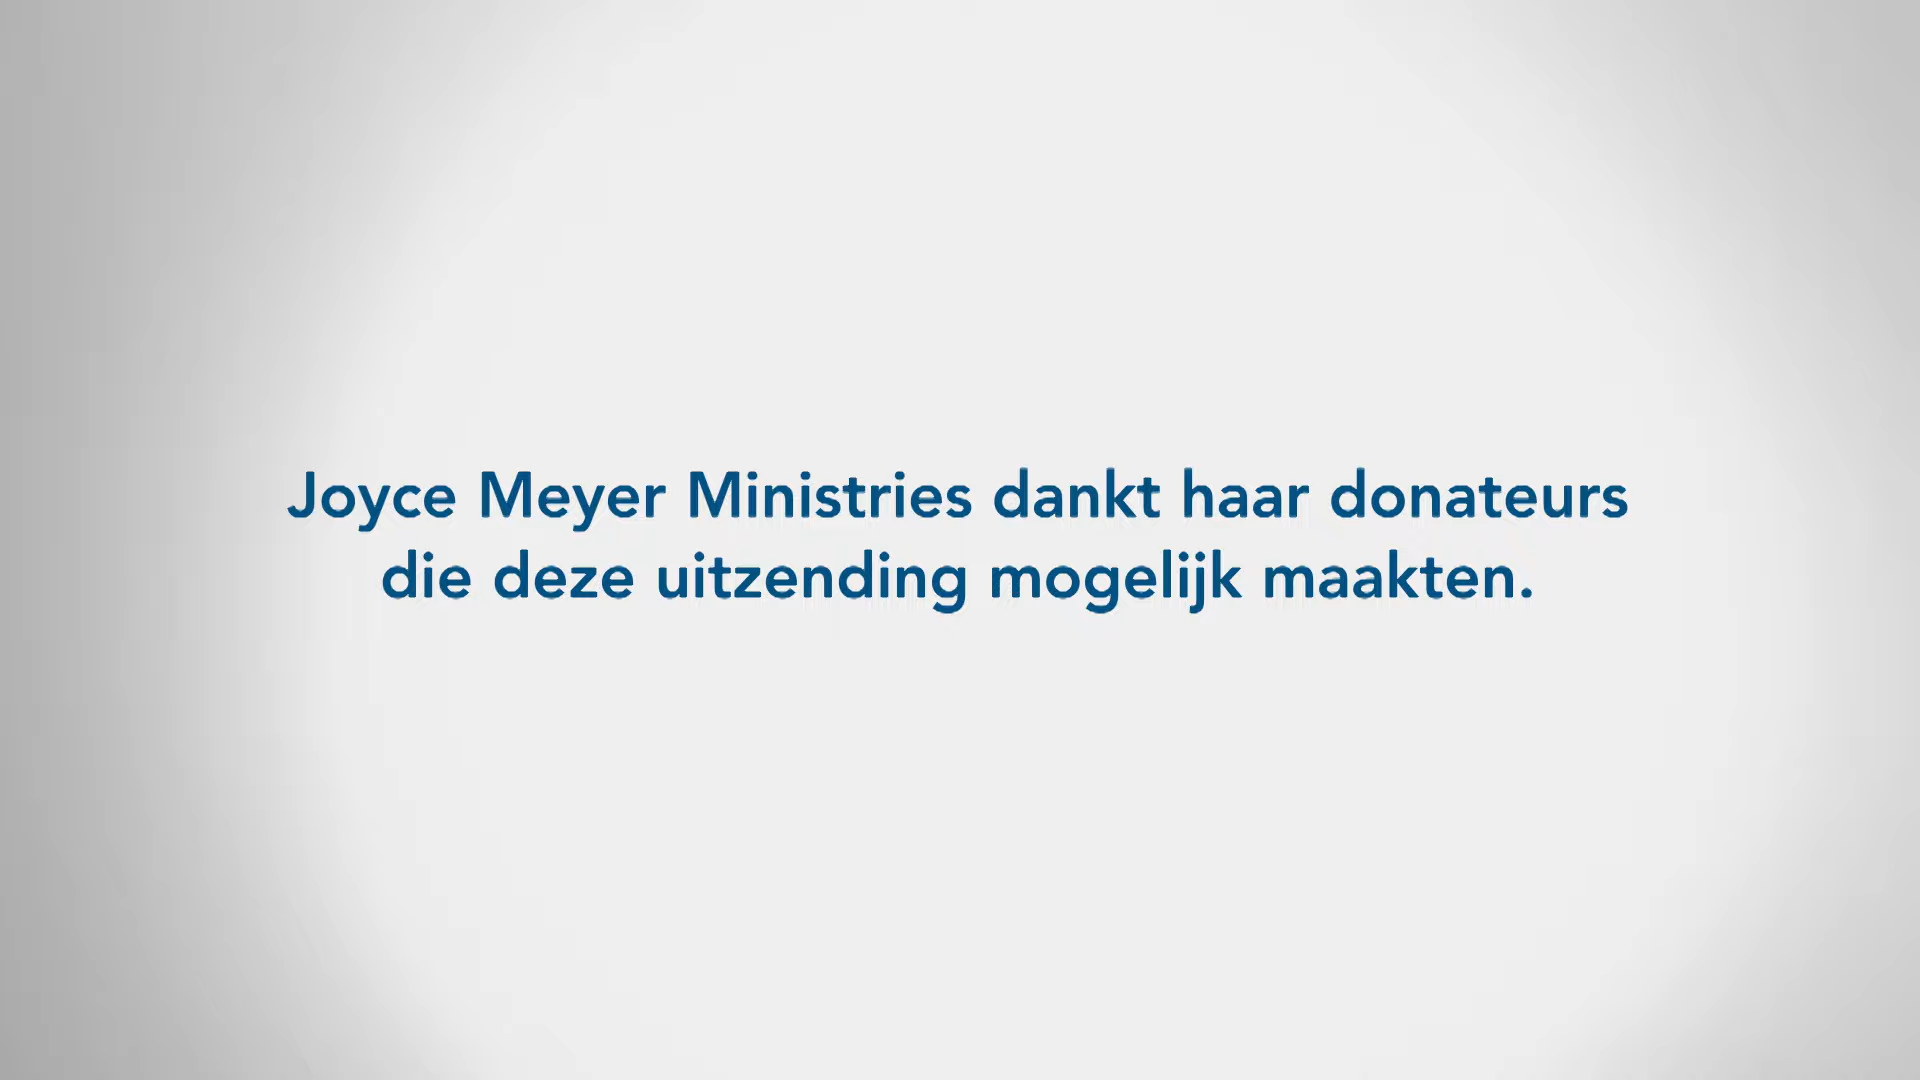 Joyce Meyer Ministries dankt haar donateurs
die deze uitzending mogelijk maakten.